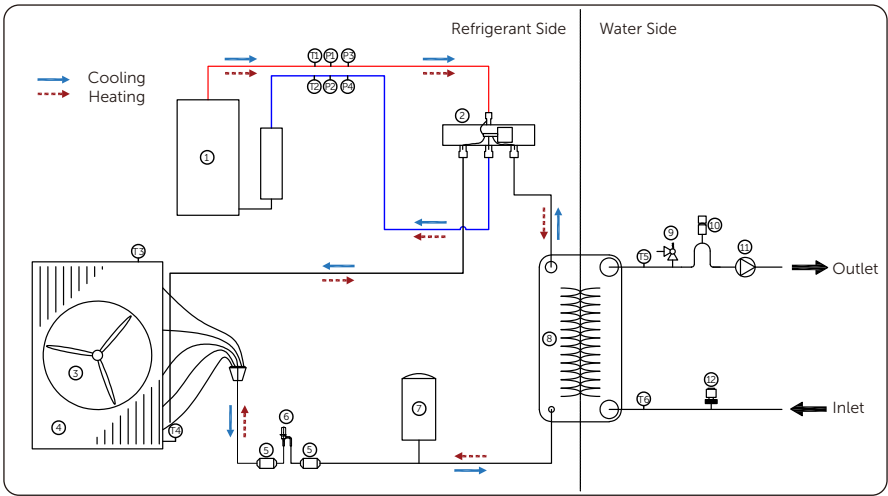 Refrigerant Side
Water Side
Cooling
Heating
T1 P1 P3
T2 P2 P4
2
1
9
10
11
T3
T5
Outlet
8
3
12
T6
Inlet
7
6
4
T4
5
5